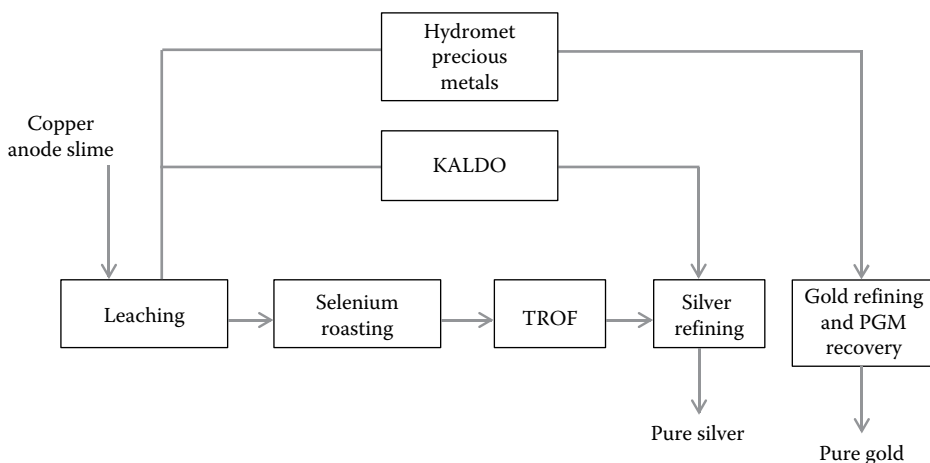 Hydromet
precious
metals
Copper
anode slime
KALDO
Leaching
Selenium
roasting
TROF
Silver
refining
Gold refining
and PGM
recovery
Pure silver
Pure gold